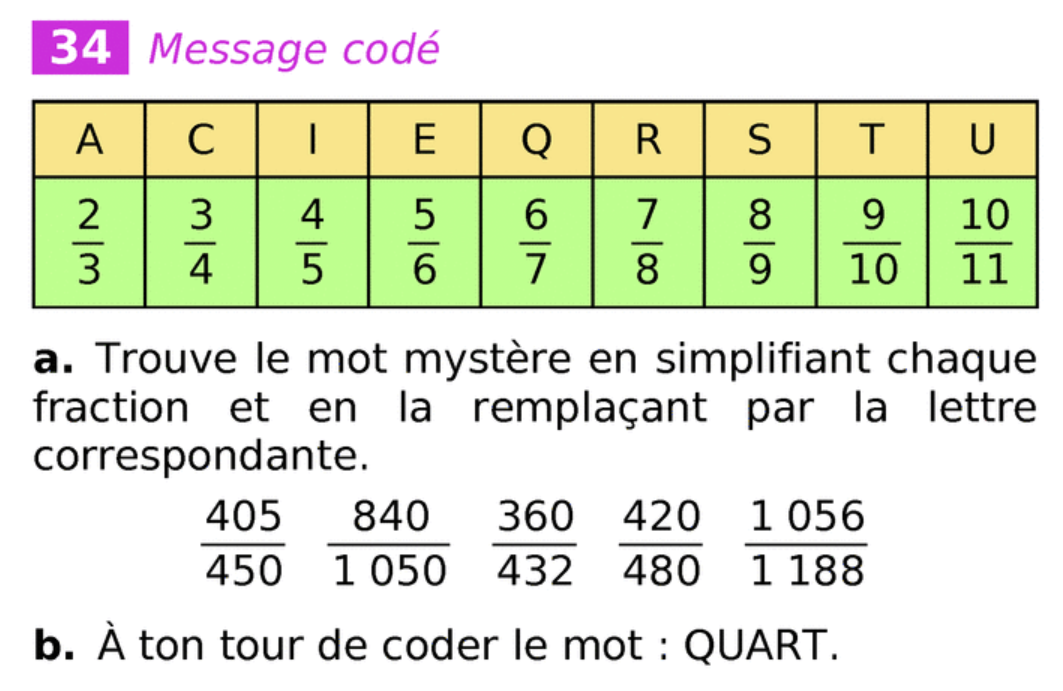 34 Message codé
A C I E Q R S T U
2 3 4 5 6 7 8 9 10
3 4 5 6 7 8 9 10 11
a. Trouve le mot mystère en simplifiant chaque
fraction et en la remplaçant par la lettre
correspondante.
405 840 360 420 1 056
450 1 050 432 480 1 188
b. À ton tour de coder le mot : QUART.